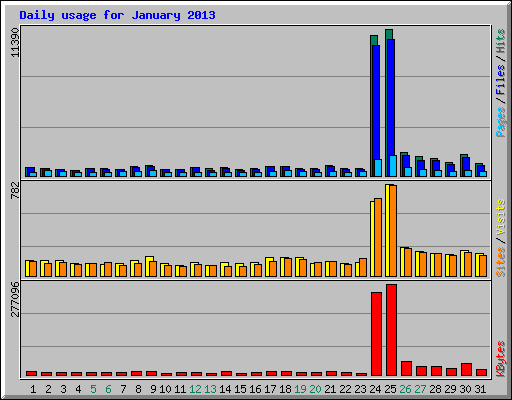 Daily usage for January 2013
11390
Pages / Files / Hits
782
Sites / Visits
277096
KBytes
1 2 3 4 5 6 7 8 9 10 11 12 13 14 15 16 17 18 19 20 21 22 23 24 25 26 27 28 29 30 31